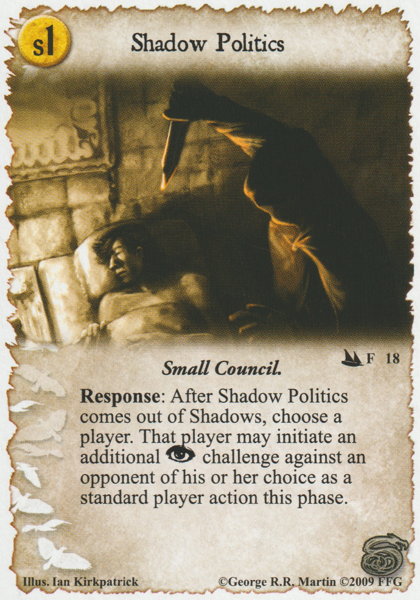 s1
Shadow Politics
F 18
Small Council.
Response: After Shadow Politics
comes out of Shadows, choose a
player. That player may initiate an
additional challenge against an
opponent of his or her choice as a
standard player action this phase.
Illus. Ian Kirkpatrick ©George R.R. Martin ©2009 FFG